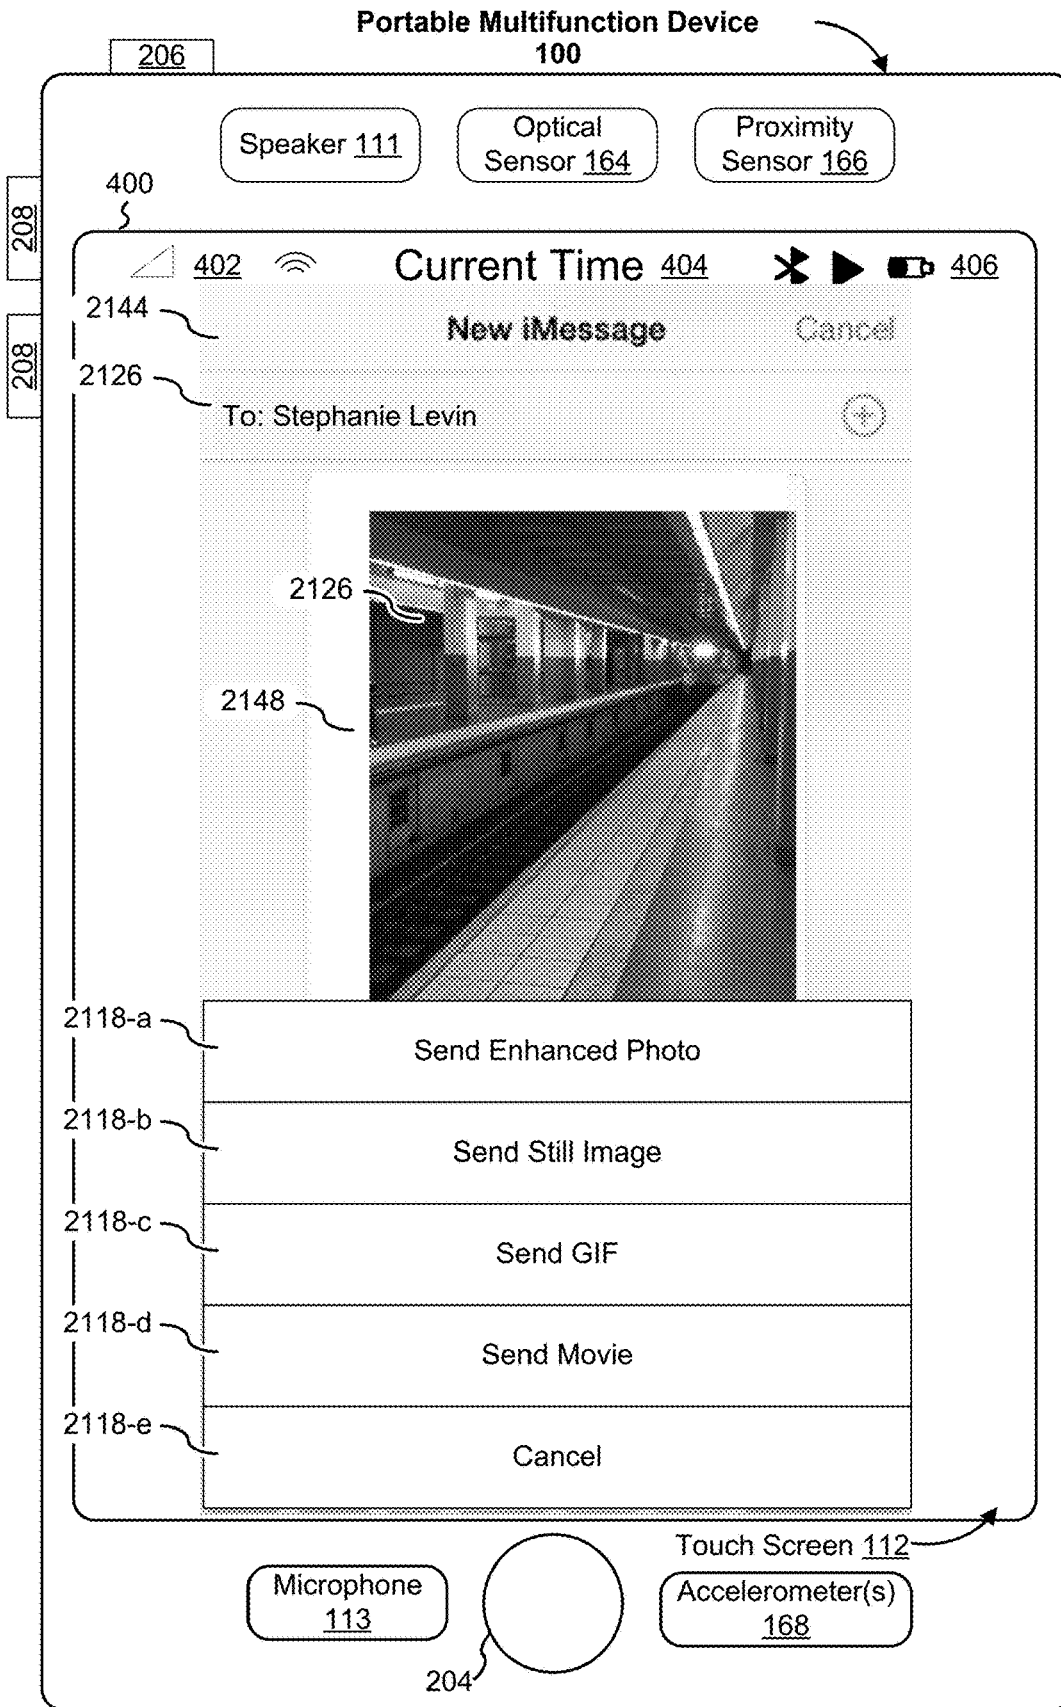 Portable Multifunction Device
100
206
Speaker 111
Optical
Sensor 164
Proximity
Sensor 166
208
400
402
Current Time 404
406
2144
New iMessage
Cancel
208
2126
To: Stephanie Levin
2126
2148
2118-a
Send Enhanced Photo
2118-b
Send Still Image
2118-c
Send GIF
2118-d
Send Movie
2118-e
Cancel
Touch Screen 112
Microphone
113
Accelerometer(s)
168
204